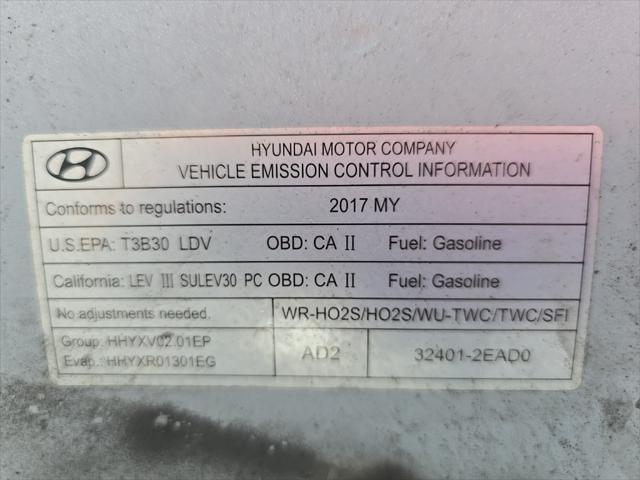 HYUNDAI MOTOR COMPANY
VEHICLE EMISSION CONTROL INFORMATION
Conforms to regulations: 2017 MY
U.S.EPA: T3B30 LDV OBD: CA II Fuel: Gasoline
California: LEV III SULEV30 PC OBD: CA II Fuel: Gasoline
No adjustments needed. WR-HO2S/HO2S/WU-TWC/TWC/SFI
Group: HHYXV02.01EP
Evap.: HHYXR01301EG
AD2 32401-2EAD0